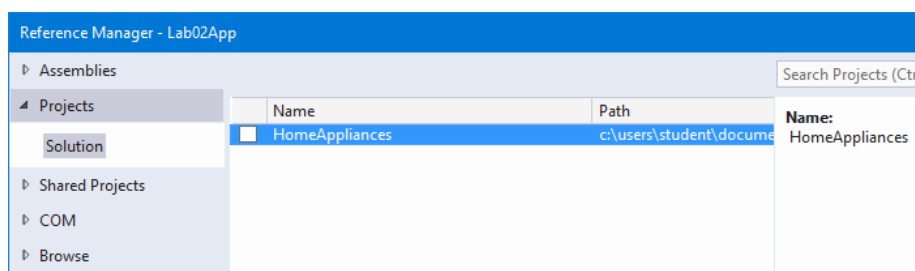 Reference Manager - Lab02App
Assemblies
Search Projects (Ctr
Projects
Name
Path
Name:
HomeAppliances
c:\users\student\docume
HomeAppliances
Solution
Shared Projects
COM
Browse